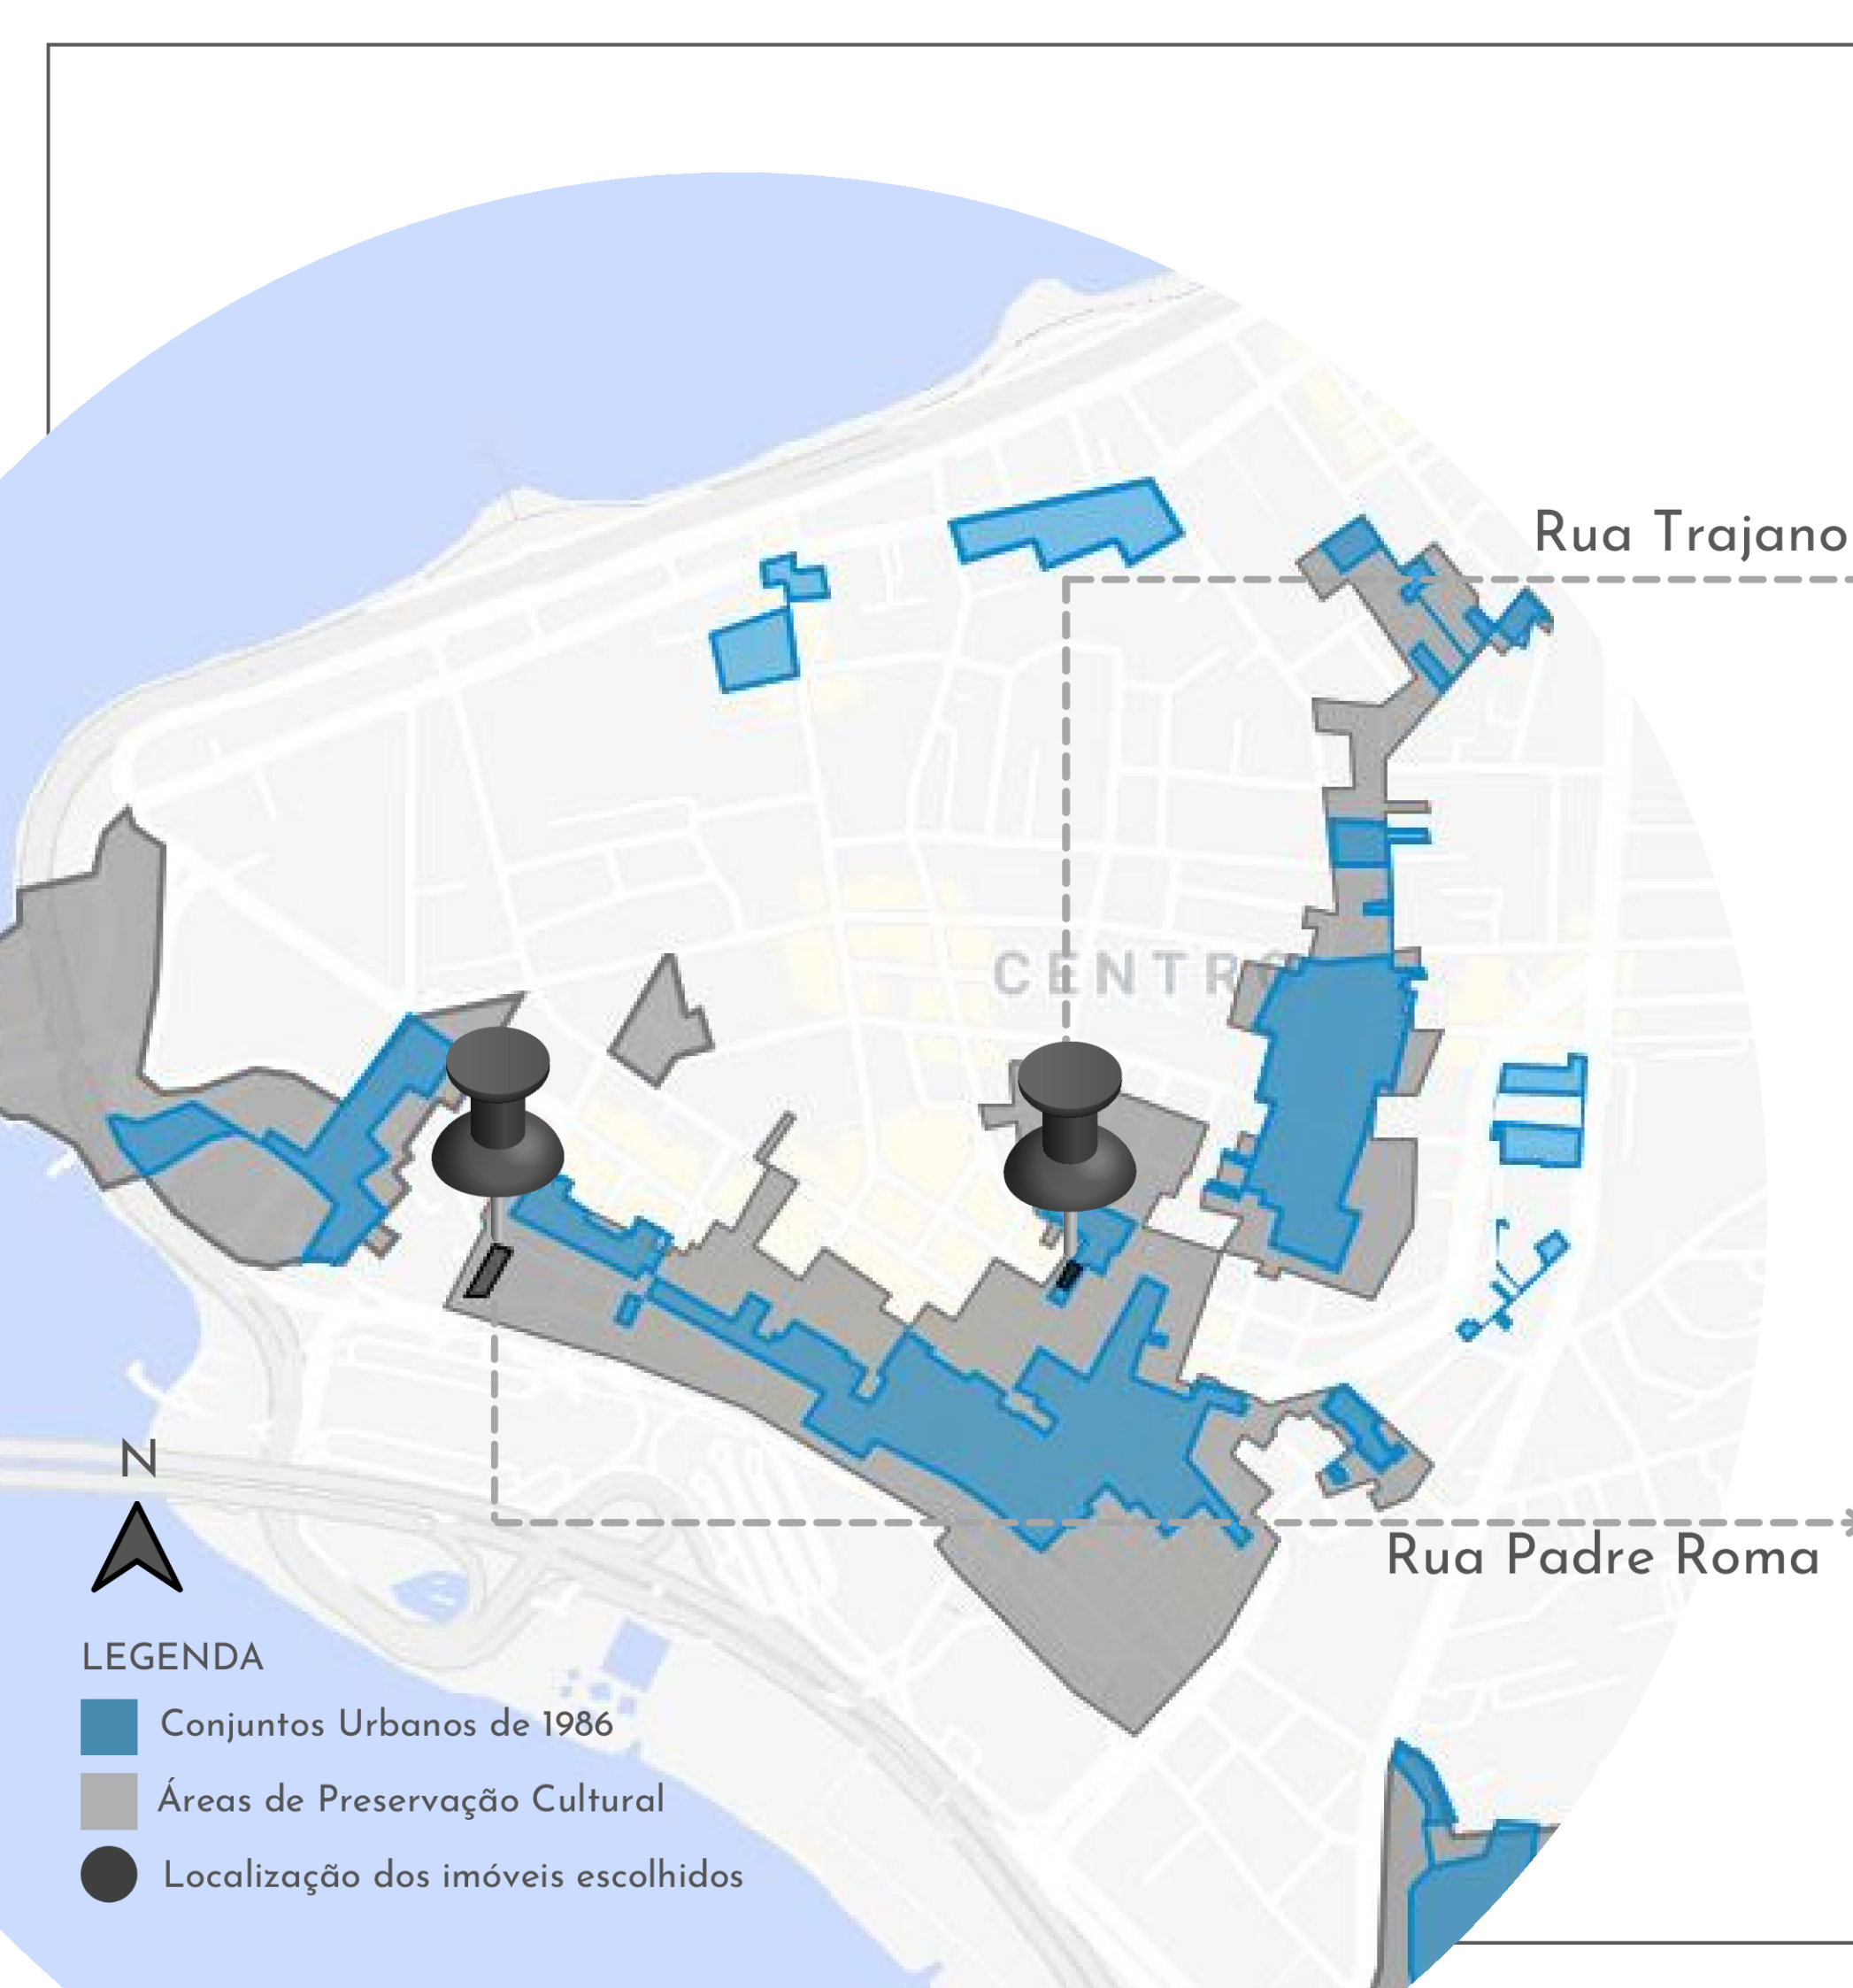 Rua Trajano
CENTRO
Rua Padre Roma
N
LEGENDA
Conjuntos Urbanos de 1986
Áreas de Preservação Cultural
Localização dos imóveis escolhidos